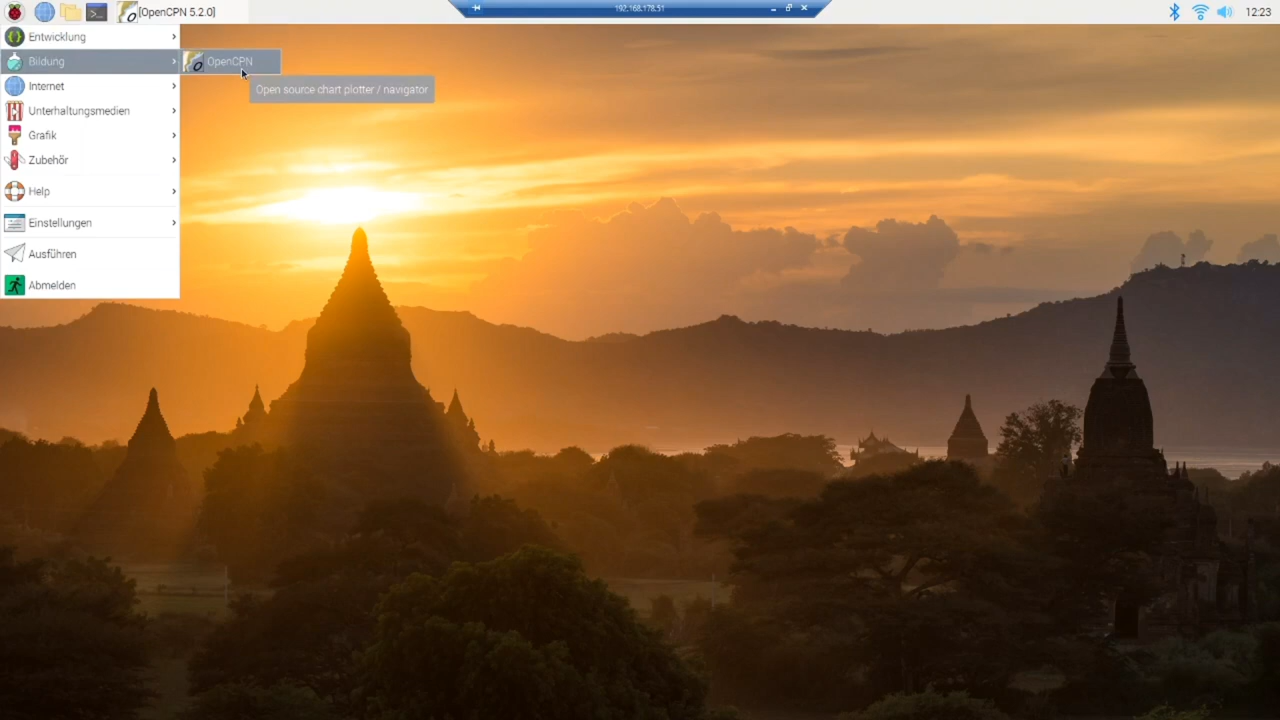 [OpenCPN 5.2.0]
192.168.178.51
12:23
Entwicklung
Bildung
OpenCPN
Open source chart plotter / navigator
Internet
Unterhaltungsmedien
Grafik
Zubehör
Help
Einstellungen
Ausführen
Abmelden